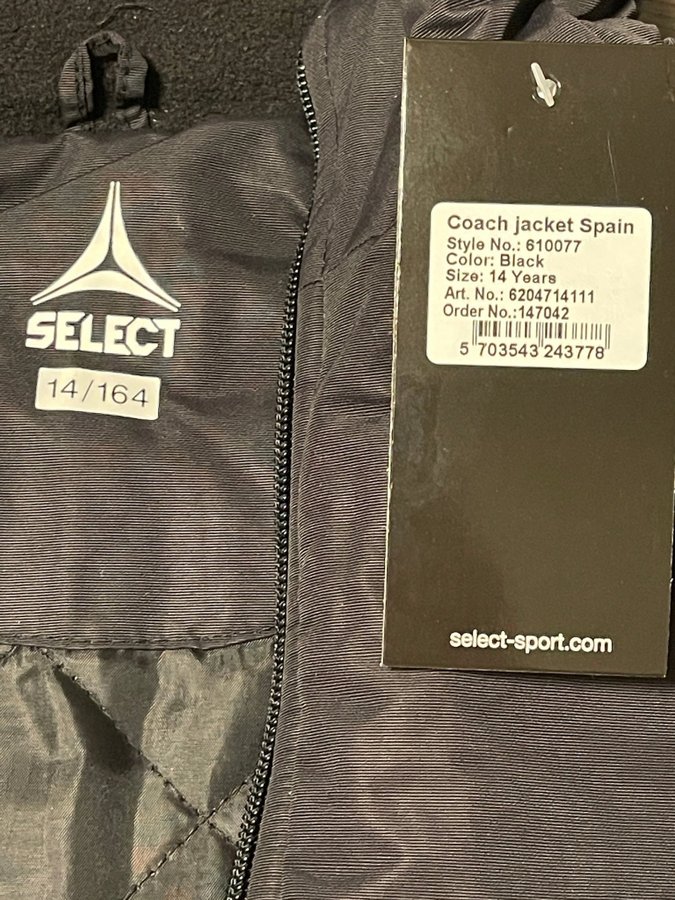 SELECT
14/164
Coach jacket Spain
Style No.: 610077
Color: Black
Size: 14 Years
Art. No.: 6204714111
Order No.:147042
5 703543 243778
select-sport.com